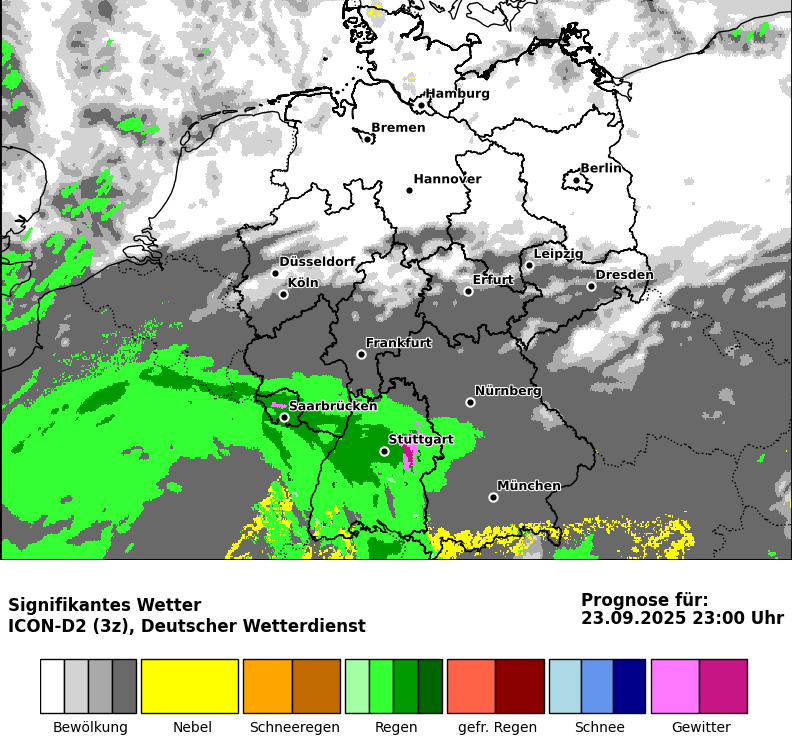 Hamburg
Bremen
Berlin
Hannover
Leipzig
Düsseldorf
Dresden
Köln
Erfurt
Frankfurt
Nürnberg
Saarbrücken
Stuttgart
München
Signifikantes Wetter
ICON-D2 (3z), Deutscher Wetterdienst
Prognose für:
23.09.2025 23:00 Uhr
Bewölkung Nebel Schneeregen Regen gefr. Regen Schnee Gewitter